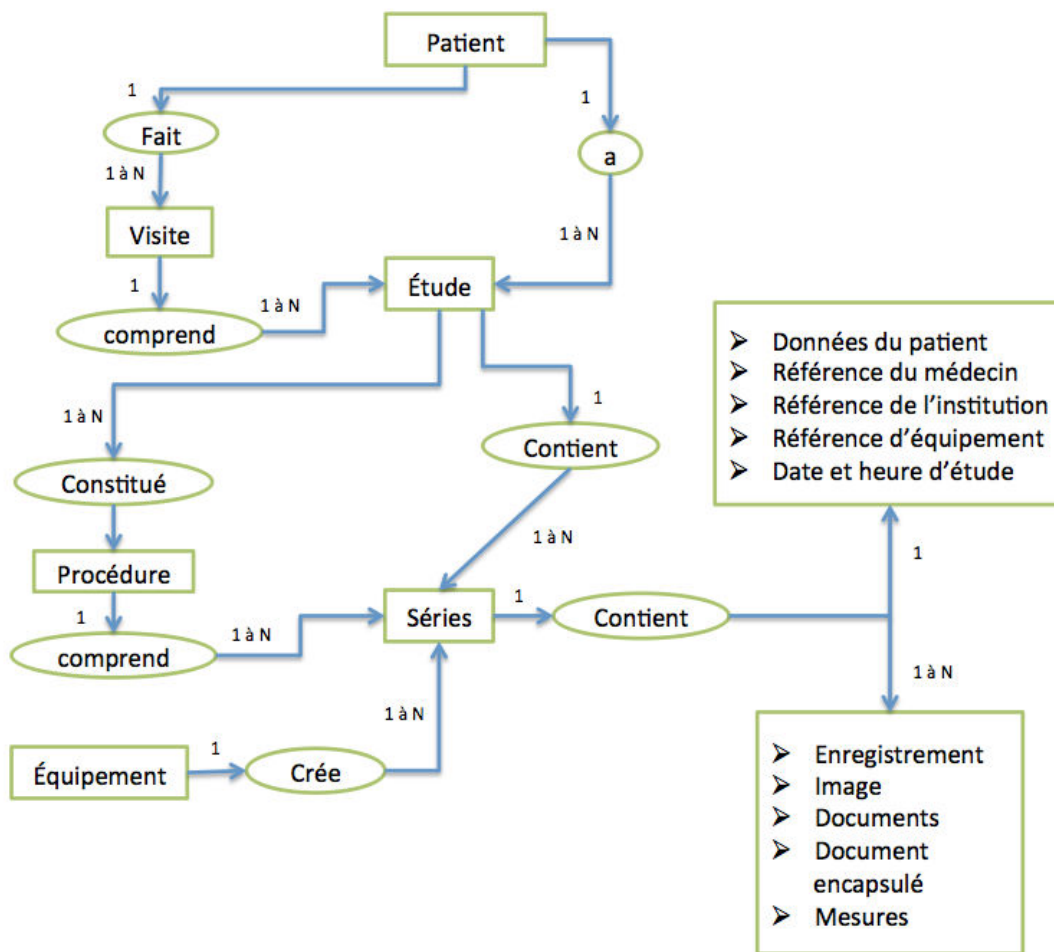 Patient
1
1
Fait
a
1 à N
Visite
1 à N
1
1 à N
Étude
comprend
➢ Données du patient
➢ Référence du médecin
➢ Référence de l'institution
➢ Référence d'équipement
➢ Date et heure d'étude
1 à N
1
Contient
Constitué
1 à N
1
Procédure
1
1 à N
Séries
1
Contient
comprend
1 à N
1 à N
1
Équipement
Crée
➢ Enregistrement
➢ Image
➢ Documents
➢ Document
encapsulé
➢ Mesures